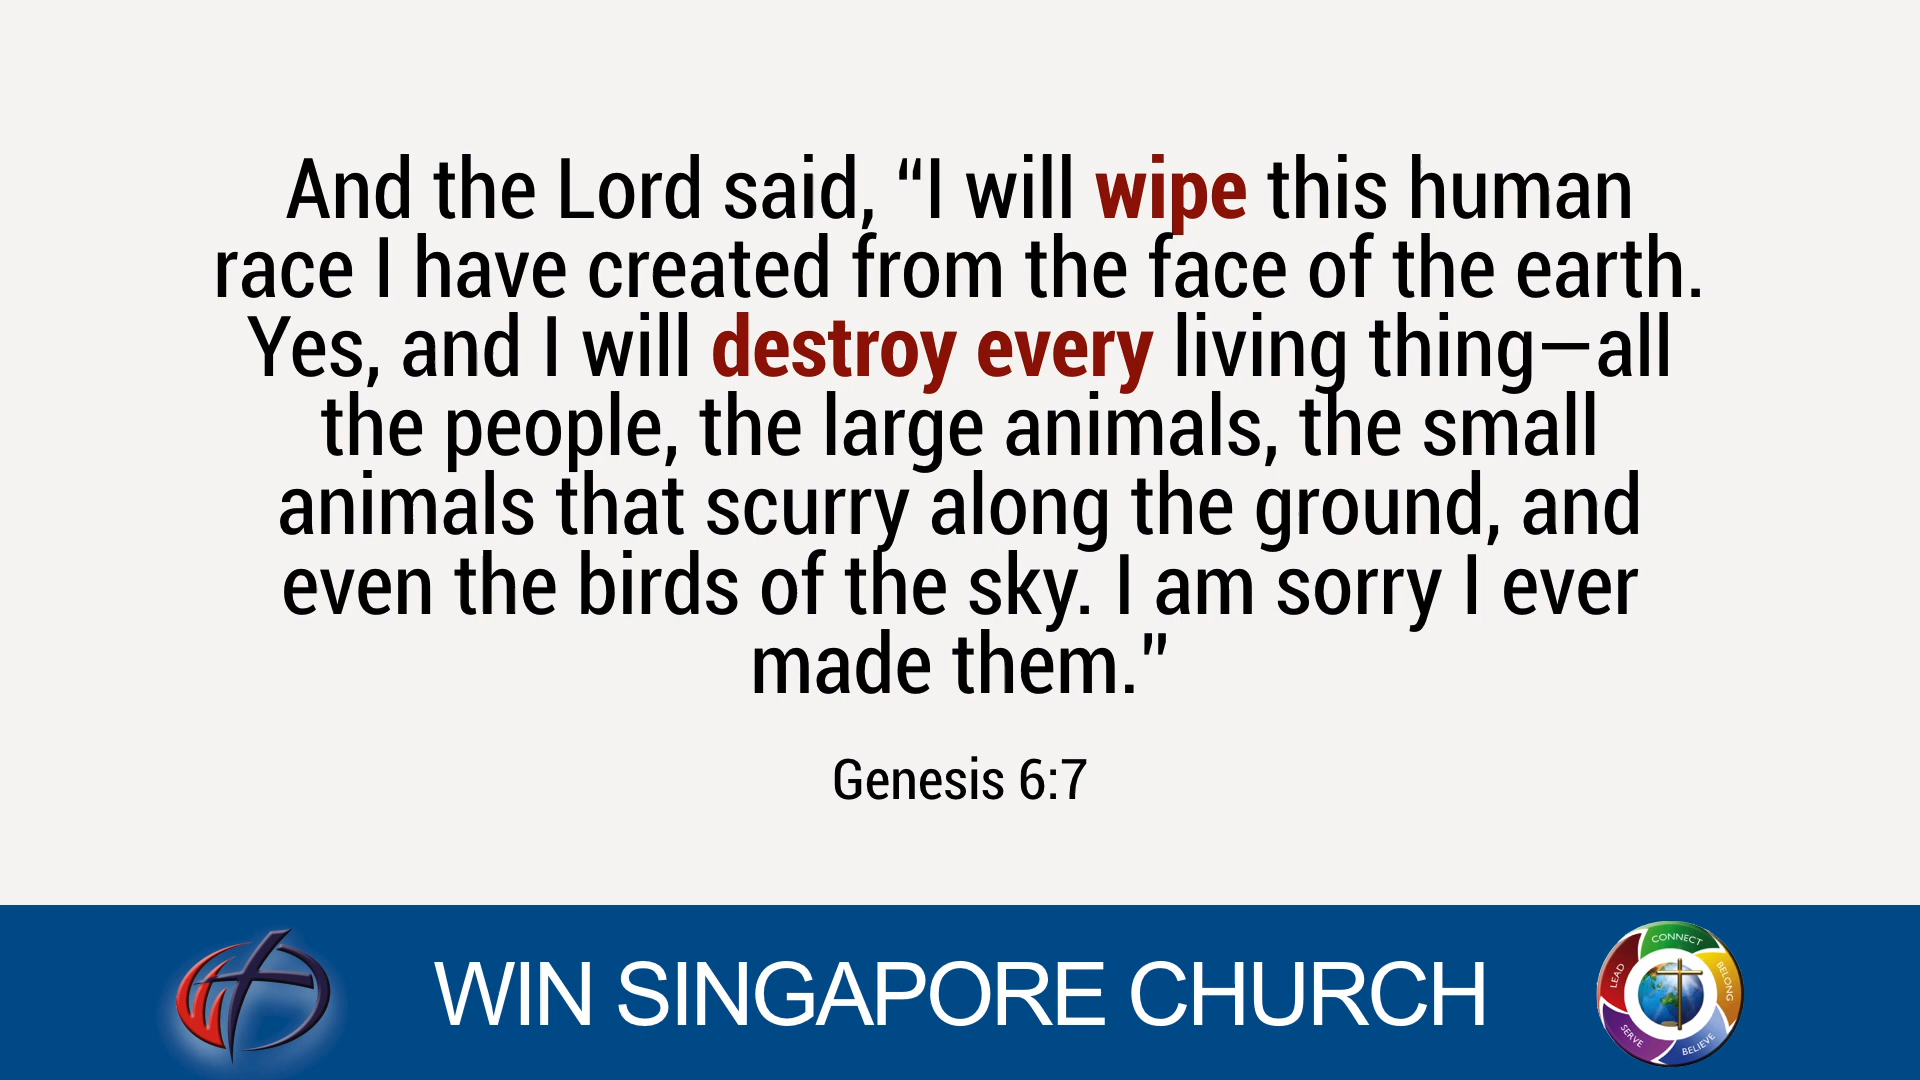 And the Lord said, “I will wipe this human
race I have created from the face of the earth.
Yes, and I will destroy every living thing—all
the people, the large animals, the small
animals that scurry along the ground, and
even the birds of the sky. I am sorry I ever
made them.”
Genesis 6:7
WIN SINGAPORE CHURCH
CONNECT
BELONG
BELIEVE
SERVE
LEAD